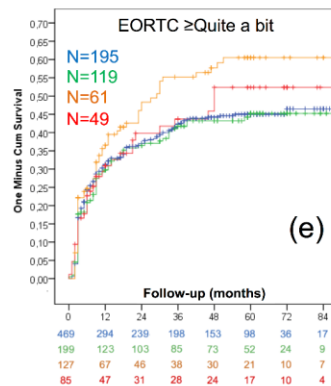 EORTC ≥Quite a bit
N=195
N=119
N=61
N=49
One Minus Cum Survival
0,70
0,65
0,60
0,55
0,50
0,45
0,40
0,35
0,30
0,25
0,20
0,15
0,10
0,05
0,00
(e)
0 12 24 36 48 60 72 84
Follow-up (months)
469 294 239 198 153 98 36 17
199 123 103 85 73 52 24 9
127 67 46 38 30 21 10 7
85 47 31 28 24 17 10 4